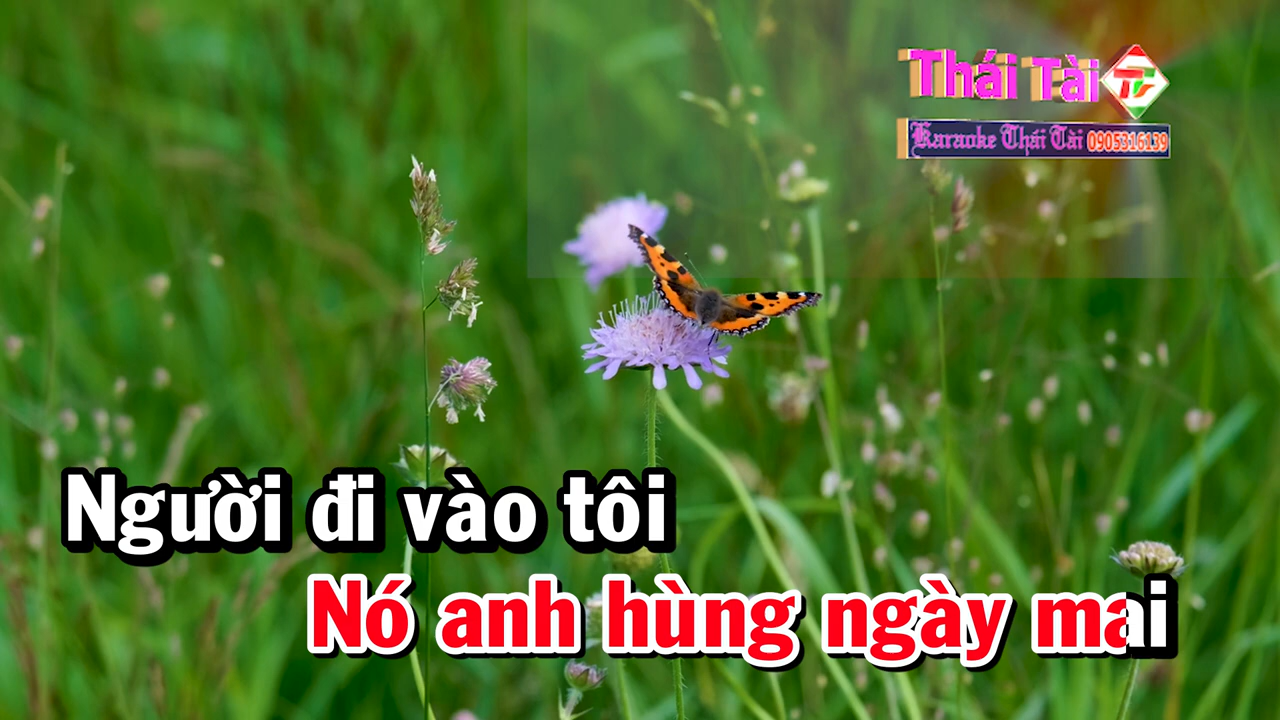 Thái Tài
Karaoke Thái Tài 0905316139
Người đi vào tôi
Nó anh hùng ngày mai